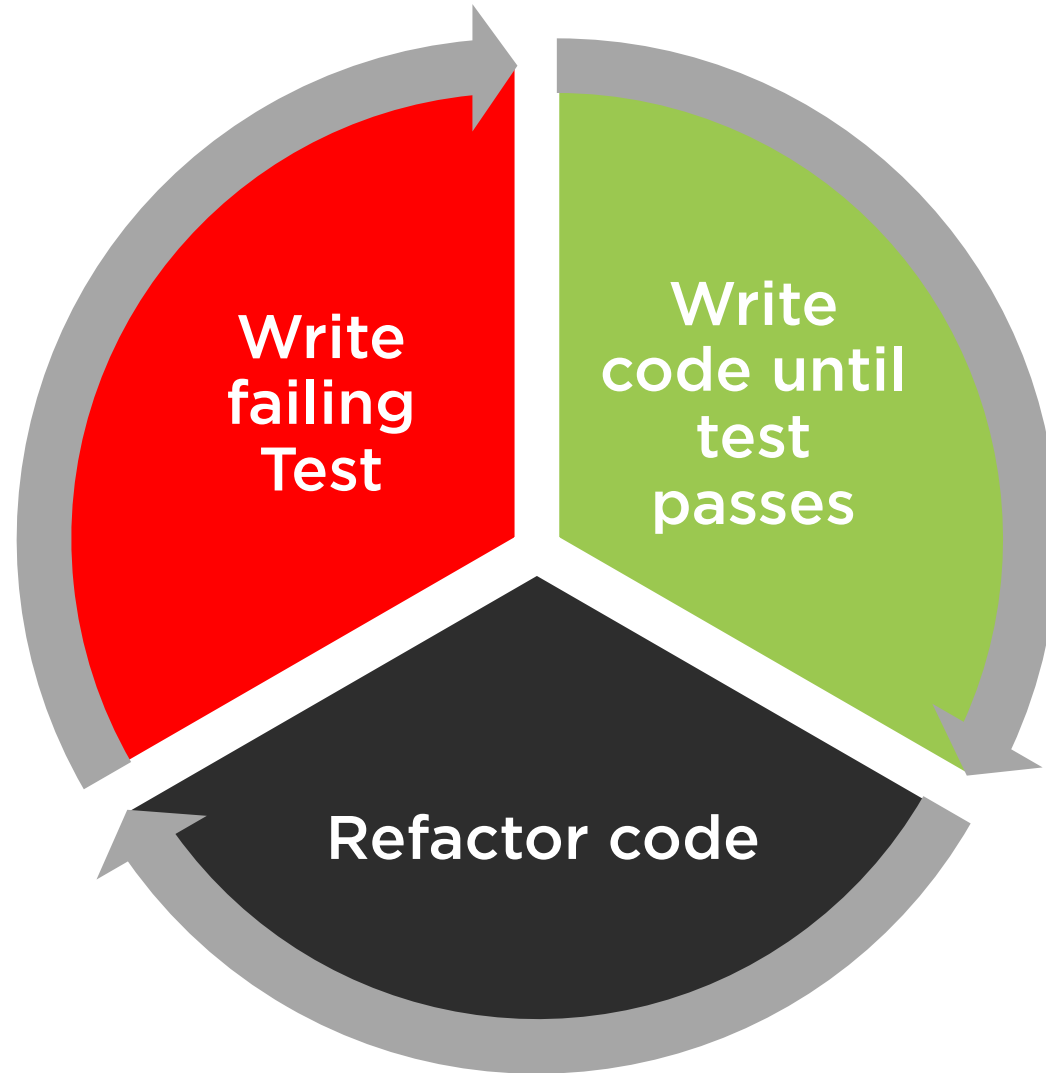 Write
failing
Test
Write
code until
test
passes
Refactor code